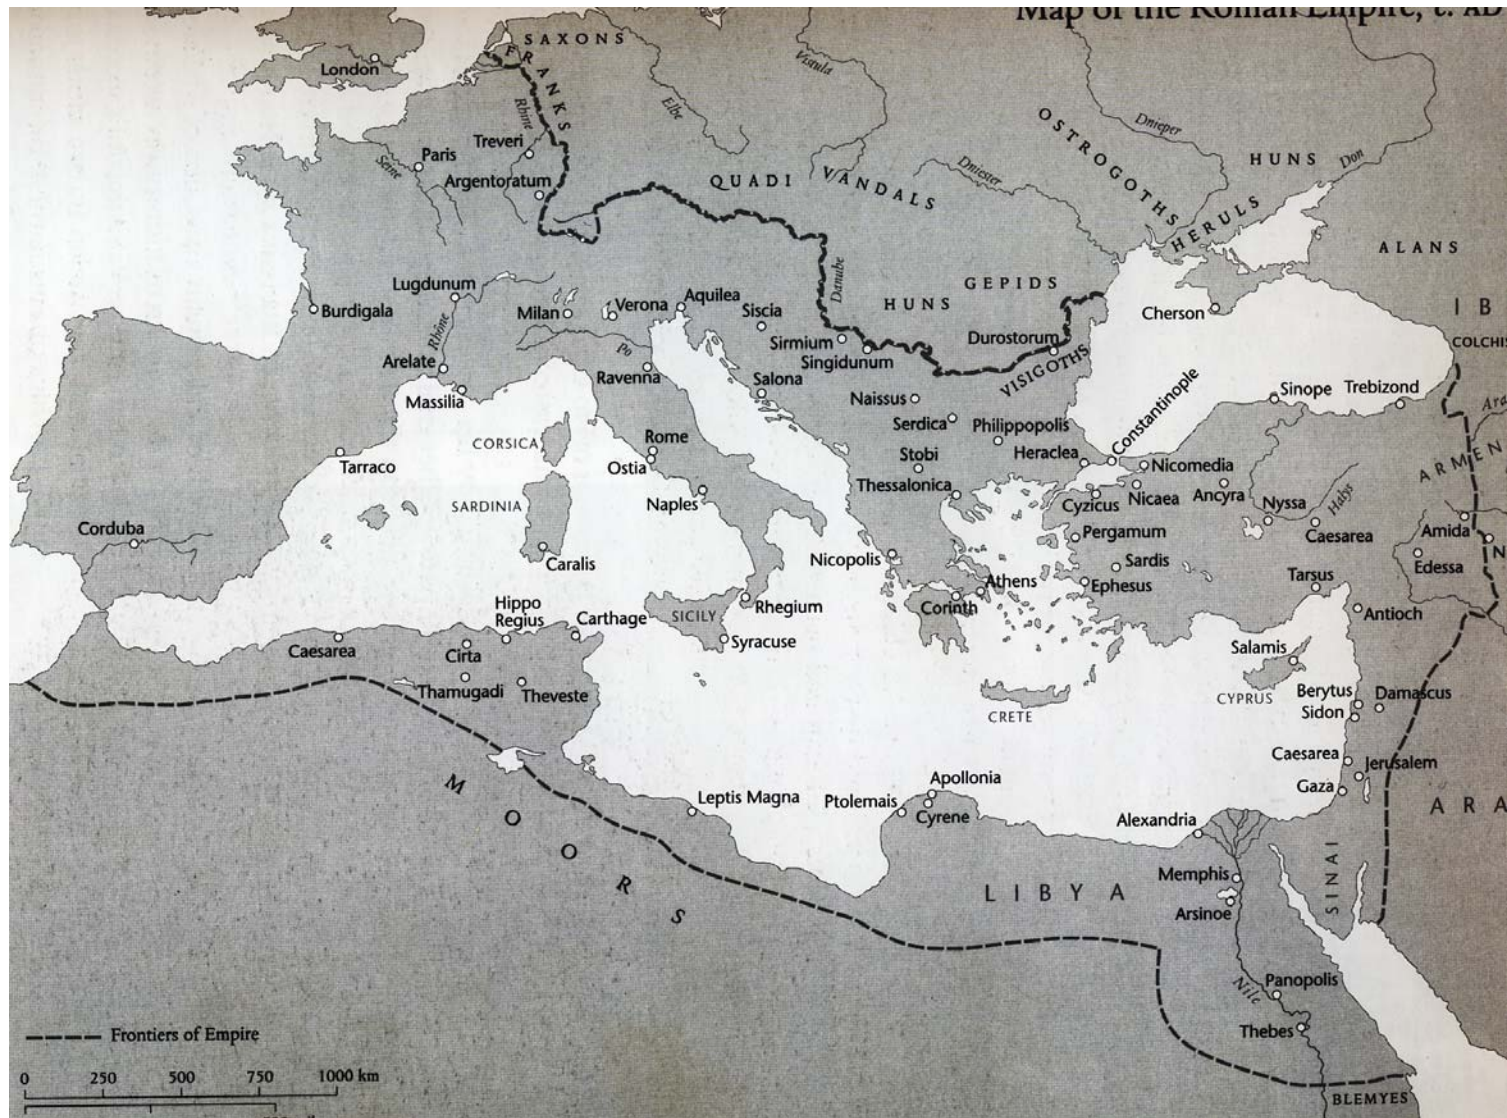 Map of the Roman Empire, c. AD
SAXONS
FRANKS
London
Vistula
Elbe
Rhine
Dnieper
OSTROGOTHS
HUNS
Don
Treveri
Paris
Seine
Argentoratum
QUADI
VANDALS
Dniester
HERULS
ALANS
Lugdunum
Burdigala
Rhône
Milan
Verona
Aquilea
Siscia
Danube
HUNS
GEPIDS
Cherson
I B
COLCHIS
Sirmium
Singidunum
Durostorum
VISIGOTHS
Arelate
Massilia
Po
Ravenna
Salona
Naissus
Serdica
Philippopolis
Constantinople
Sinope
Trebizond
Ara
CORSICA
Rome
Ostia
Stobi
Heraclea
Nicomedia
ARMEN
Tarraco
SARDINIA
Naples
Thessalonica
Cyzicus
Nicaea
Ancyra
Nyssa
Halys
Corduba
Pergamum
Caesarea
Amida
N
Caralis
Nicopolis
Sardis
Edessa
Athens
Ephesus
Tarsus
Hippo
Regius
Carthage
SICILY
Rhegium
Corinth
Antioch
Caesarea
Cirta
Syracuse
Salamis
Thamugadi
Theveste
CYPRUS
Berytus
Damascus
Sidon
CRETE
Caesarea
Jerusalem
MOORS
Leptis Magna
Ptolemais
Apollonia
Cyrene
Gaza
ARA
Alexandria
SINAI
Memphis
LIBYA
Arsinoe
Nile
Panopolis
Thebes
Frontiers of Empire
0 250 500 750 1000 km
BLEMYES